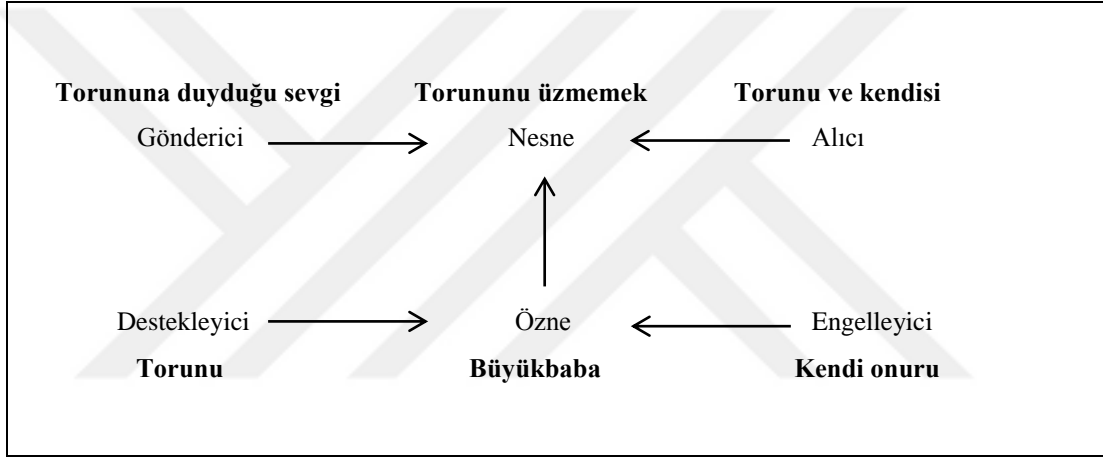 Torununa duyduğu sevgi Torununu üzmemek Torunu ve kendisi
Gönderici Nesne Alıcı
Destekleyici Özne Engelleyici
Torunu Büyükbaba Kendi onuru